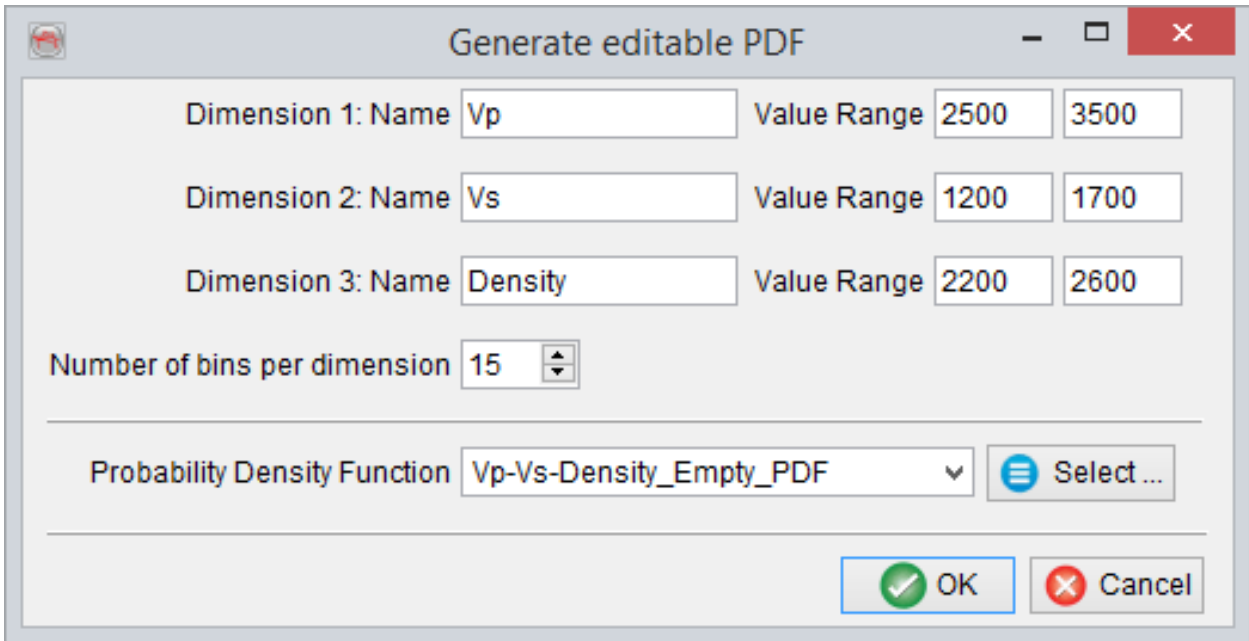 Generate editable PDF
Dimension 1: Name Vp Value Range 2500 3500
Dimension 2: Name Vs Value Range 1200 1700
Dimension 3: Name Density Value Range 2200 2600
Number of bins per dimension 15
Probability Density Function Vp-Vs-Density_Empty_PDF Select ...
OK Cancel